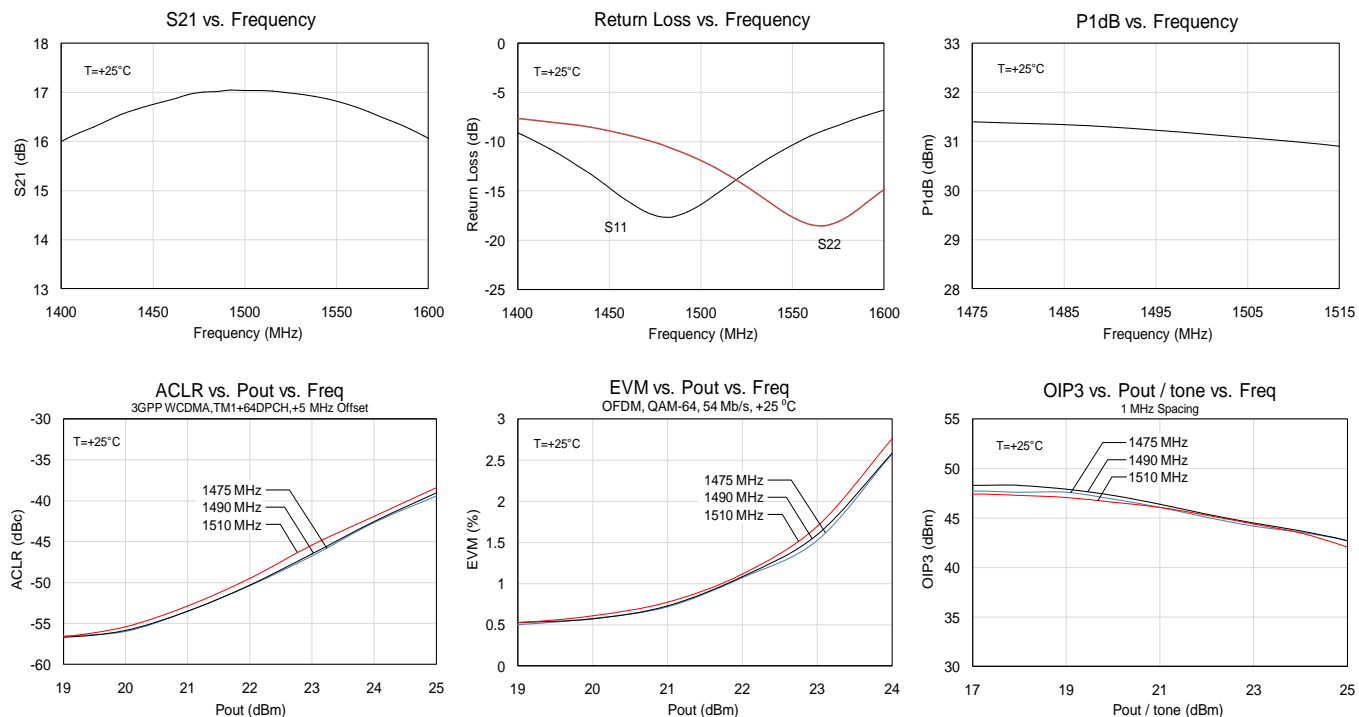 S21 vs. Frequency
18
17
16
15
14
13
S21 (dB)
T=+25°C
1400
1450
1500
1550
1600
Frequency (MHz)
Return Loss vs. Frequency
0
-5
-10
-15
-20
-25
Return Loss (dB)
T=+25°C
S11
S22
1400
1450
1500
1550
1600
Frequency (MHz)
P1dB vs. Frequency
33
32
31
30
29
28
P1dB (dBm)
T=+25°C
1475
1485
1495
1505
1515
Frequency (MHz)
ACLR vs. Pout vs. Freq
3GPP WCDMA,TM1+64DPCH,+5 MHz Offset
-30
-35
-40
-45
-50
-55
-60
ACLR (dBc)
T=+25°C
1475 MHz
1490 MHz
1510 MHz
19
20
21
22
23
24
25
Pout (dBm)
EVM vs. Pout vs. Freq
OFDM, QAM-64, 54 Mb/s, +25 ⁰C
3
2.5
2
1.5
1
0.5
0
EVM (%)
T=+25°C
1475 MHz
1490 MHz
1510 MHz
19
20
21
22
23
24
Pout (dBm)
OIP3 vs. Pout / tone vs. Freq
1 MHz Spacing
55
50
45
40
35
30
OIP3 (dBm)
T=+25°C
1475 MHz
1490 MHz
1510 MHz
17
19
21
23
25
Pout / tone (dBm)